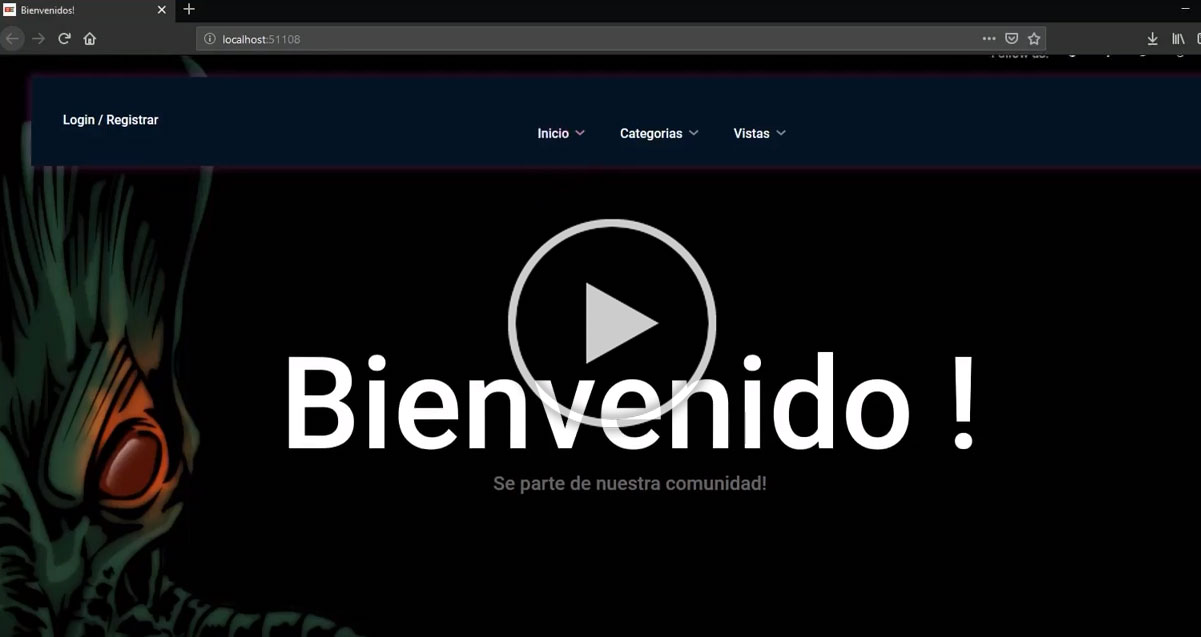 Bienvenidos!
localhost:51108
Follow us:
Login / Registrar
Inicio
Categorias
Vistas
Bienvenido !
Se parte de nuestra comunidad!